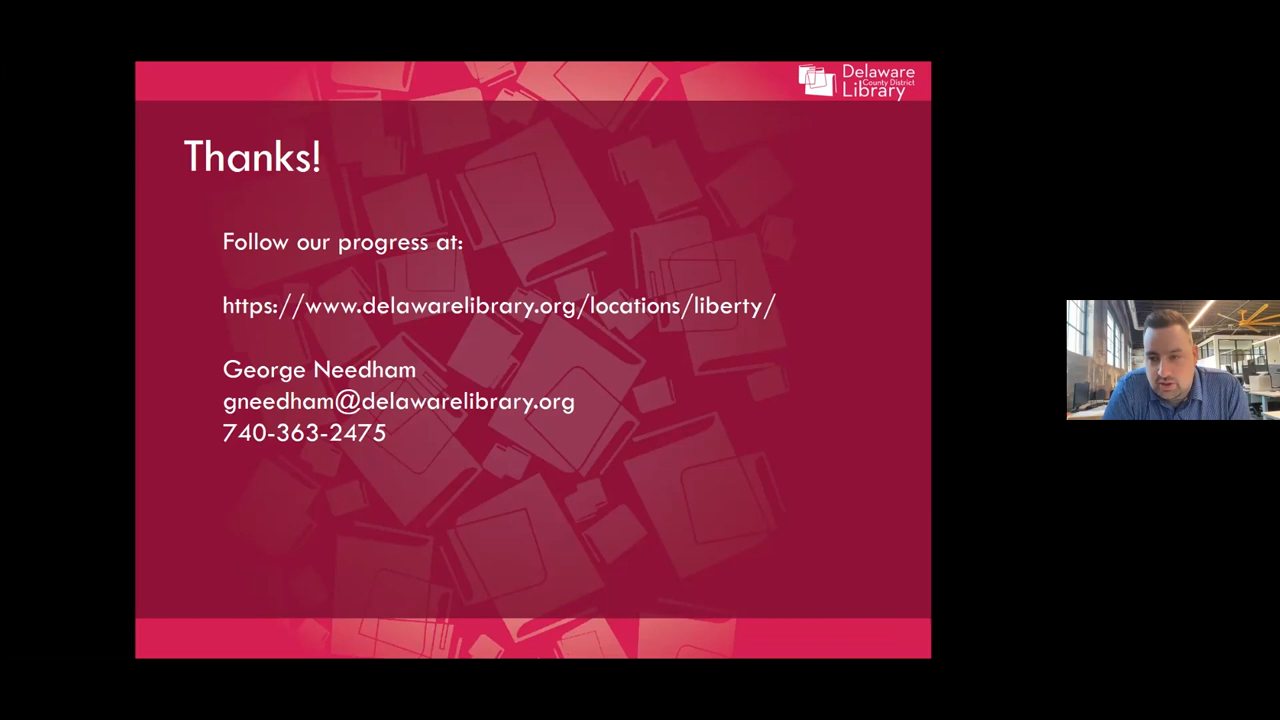 Delaware
County District
Library
Thanks!
Follow our progress at:
https://www.delawarelibrary.org/locations/liberty/
George Needham
gneedham@delawarelibrary.org
740-363-2475